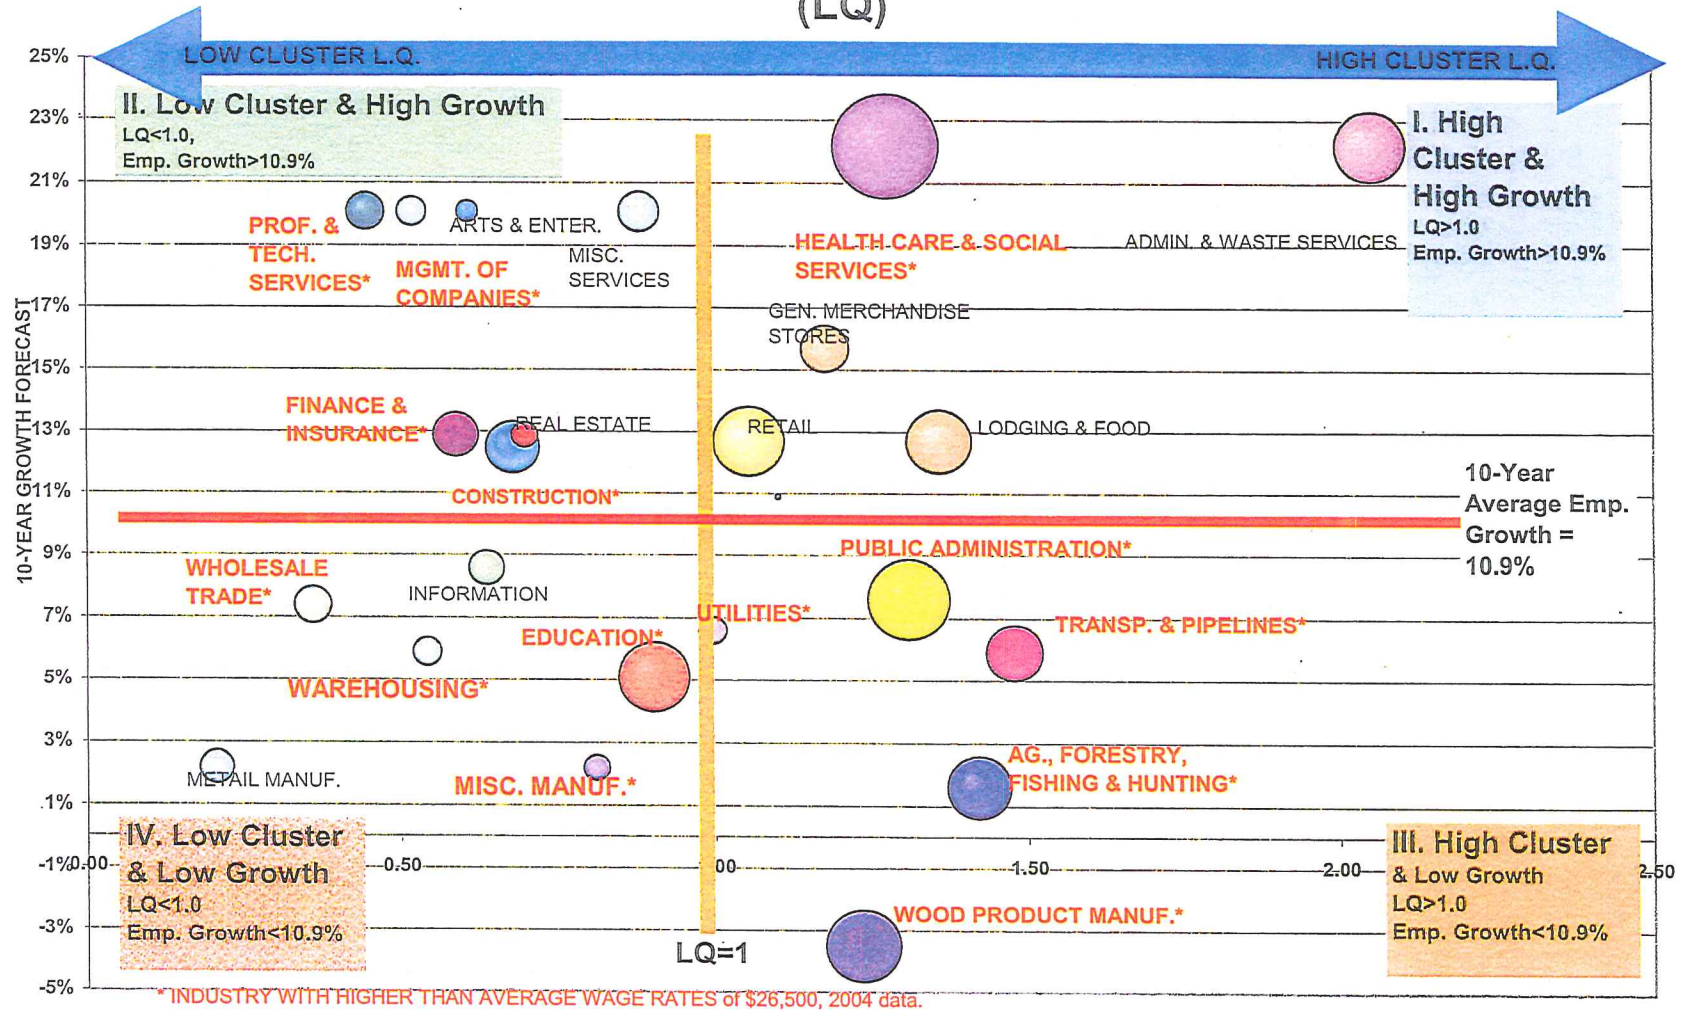 (LQ)
LOW CLUSTER L.Q.
HIGH CLUSTER L.Q.
25%
23%
21%
19%
17%
15%
13%
11%
9%
7%
5%
3%
1%
-1%
-3%
-5%
10-YEAR GROWTH FORECAST
II. Low Cluster & High Growth
LQ<1.0,
Emp. Growth>10.9%
I. High
Cluster &
High Growth
LQ>1.0
Emp. Growth>10.9%
PROF. &
TECH.
SERVICES*
MGMT. OF
COMPANIES*
ARTS & ENTER.
MISC.
SERVICES
HEALTH CARE & SOCIAL
SERVICES*
ADMIN. & WASTE SERVICES
GEN. MERCHANDISE
STORES
FINANCE &
INSURANCE*
REAL ESTATE
RETAIL
LODGING & FOOD
CONSTRUCTION*
10-Year
Average Emp.
Growth =
10.9%
PUBLIC ADMINISTRATION*
WHOLESALE
TRADE*
INFORMATION
UTILITIES*
EDUCATION*
TRANSP. & PIPELINES*
WAREHOUSING*
METAIL MANUF.
MISC. MANUF.*
AG., FORESTRY,
FISHING & HUNTING*
IV. Low Cluster
& Low Growth
LQ<1.0
Emp. Growth<10.9%
III. High Cluster
& Low Growth
LQ>1.0
Emp. Growth<10.9%
0.00
0.50
00
1.50
2.00
2.50
WOOD PRODUCT MANUF.*
LQ=1
* INDUSTRY WITH HIGHER THAN AVERAGE WAGE RATES of $26,500, 2004 data.